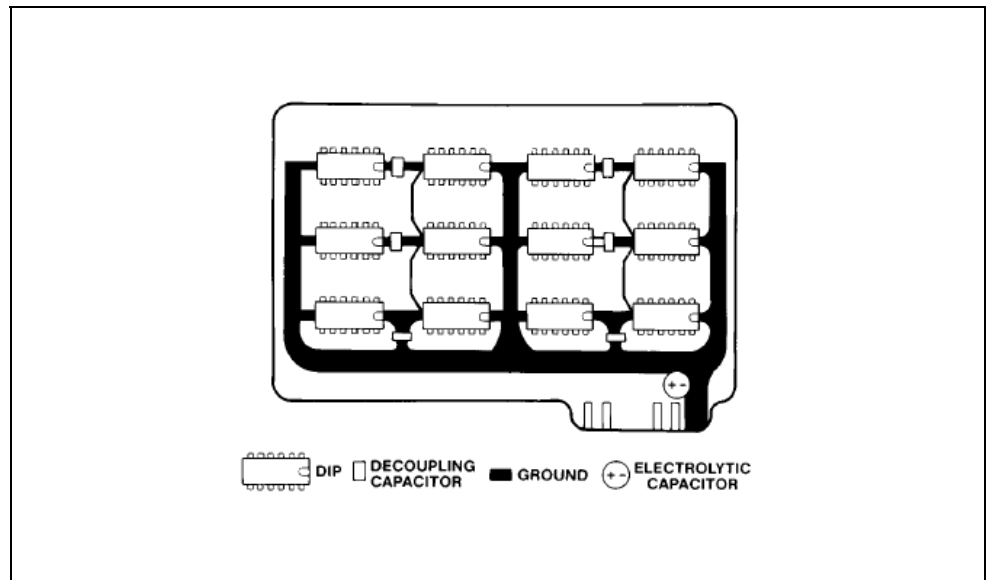 DIP
DECOUPLING
CAPACITOR
GROUND
+ -
ELECTROLYTIC
CAPACITOR
+ -